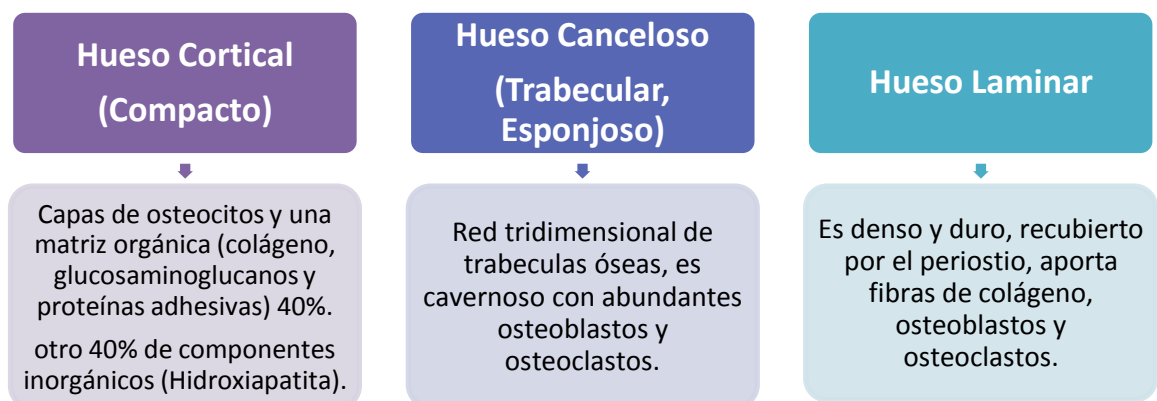 Hueso Cortical
(Compacto)
Capas de osteocitos y una
matriz orgánica (colágeno,
glucosaminoglucanos y
proteínas adhesivas) 40%.
otro 40% de componentes
inorgánicos (Hidroxiapatita).
Hueso Canceloso
(Trabecular,
Esponjoso)
Red tridimensional de
trabeculas óseas, es
cavernoso con abundantes
osteoblastos y
osteoclastos.
Hueso Laminar
Es denso y duro, recubierto
por el periostio, aporta
fibras de colágeno,
osteoblastos y
osteoclastos.